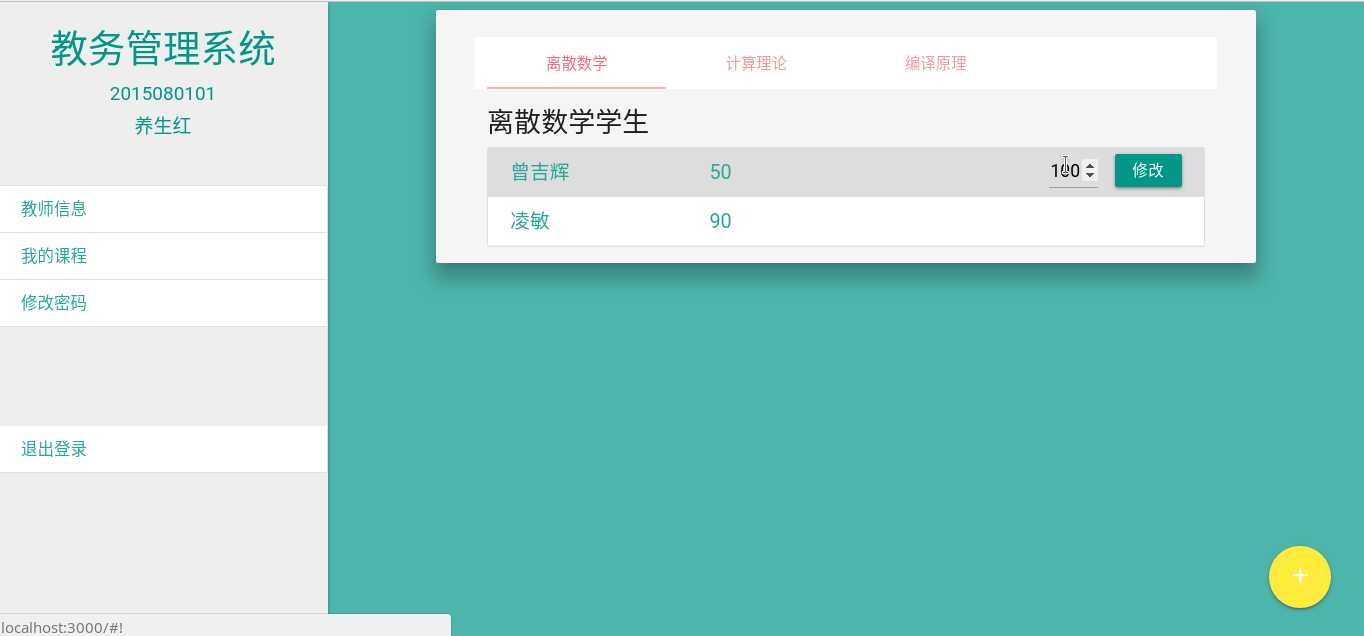 教务管理系统
2015080101
养生红
教师信息
我的课程
修改密码
退出登录
离散数学 计算理论 编译原理
离散数学学生
曾吉辉 50 100 修改
凌敏 90
+
localhost:3000/#!